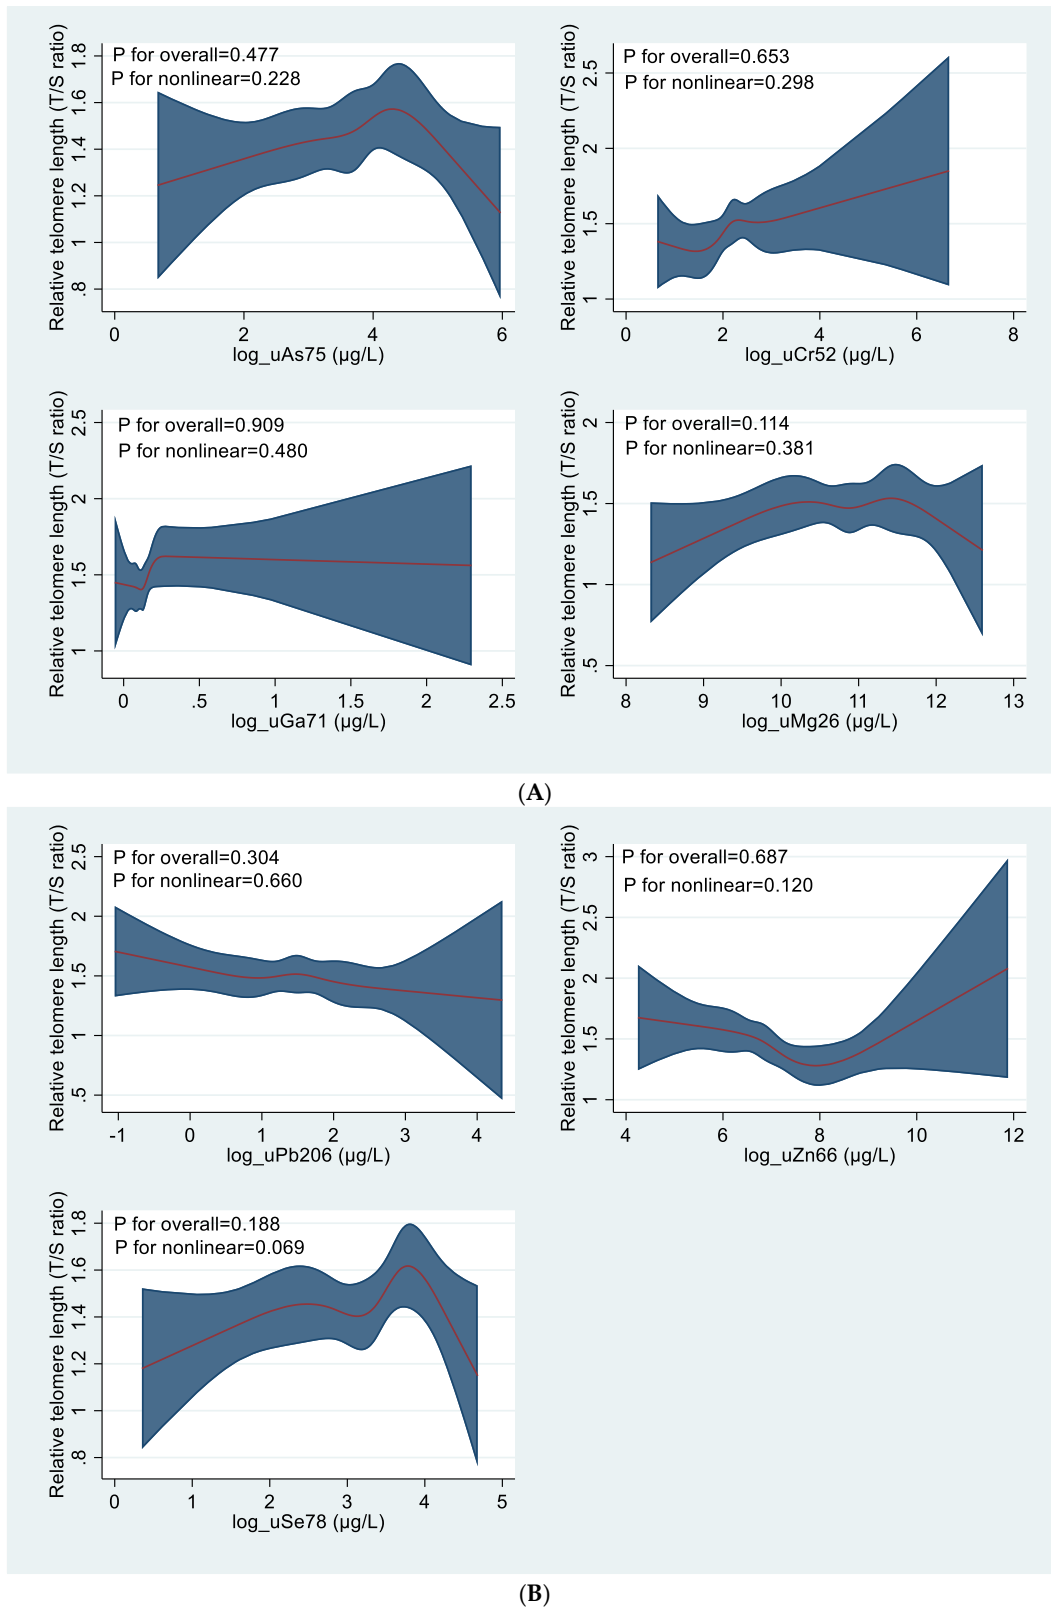 P for overall=0.477
P for nonlinear=0.228
Relative telomere length (T/S ratio)
1.8
1.6
1.4
1.2
1
.8
0 2 4 6
log_uAs75 (µg/L)
P for overall=0.653
P for nonlinear=0.298
Relative telomere length (T/S ratio)
2.5
2
1.5
1
0 2 4 6 8
log_uCr52 (µg/L)
P for overall=0.909
P for nonlinear=0.480
Relative telomere length (T/S ratio)
2.5
2
1.5
1
0 .5 1 1.5 2 2.5
log_uGa71 (µg/L)
P for overall=0.114
P for nonlinear=0.381
Relative telomere length (T/S ratio)
2
1.5
1
.5
8 9 10 11 12 13
log_uMg26 (µg/L)
(A)
P for overall=0.304
P for nonlinear=0.660
Relative telomere length (T/S ratio)
2.5
2
1.5
1
.5
-1 0 1 2 3 4
log_uPb206 (µg/L)
P for overall=0.687
P for nonlinear=0.120
Relative telomere length (T/S ratio)
3
2.5
2
1.5
1
4 6 8 10 12
log_uZn66 (µg/L)
P for overall=0.188
P for nonlinear=0.069
Relative telomere length (T/S ratio)
1.8
1.6
1.4
1.2
1
.8
0 1 2 3 4 5
log_uSe78 (µg/L)
(B)